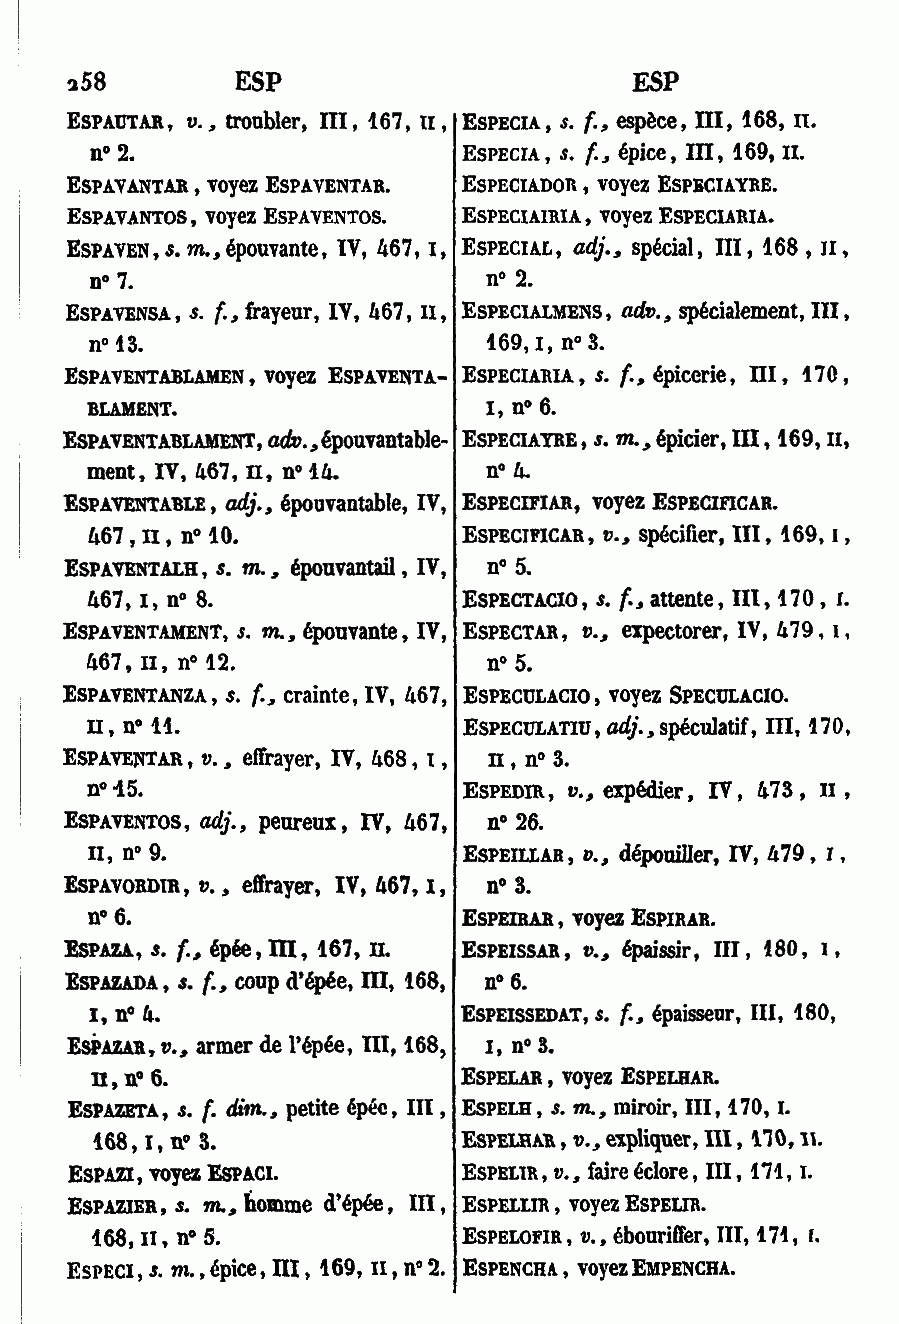 258 ESP ESP
ESPAUTAR, v., troubler, III, 167, II,
n° 2.
ESPAVANTAR, voyez ESPAVENTAR.
ESPAVANTOS, voyez ESPAVENTOS.
ESPAVEN, s. m., épouvante, IV, 467, I,
n° 7.
ESPAVENSA, s. f., frayeur, IV, 467, II,
n° 13.
ESPAVENTABLAMEN, voyez ESPAVENTA-
BLAMENT.
ESPAVENTABLAMENT, adv., épouvantable-
ment, IV, 467, II, n° 14.
ESPAVENTABLE, adj., épouvantable, IV,
467, II, n° 10.
ESPAVENTALH, s. m., épouvantail, IV,
467, I, n° 8.
ESPAVENTAMENT, s. m., épouvante, IV,
467, II, n° 12.
ESPAVENTANZA, s. f., crainte, IV, 467,
II, n° 11.
ESPAVENTAR, v., effrayer, IV, 468, I,
n° 15.
ESPAVENTOS, adj., peureux, IV, 467,
II, n° 9.
ESPAVORDIR, v., effrayer, IV, 467, I,
n° 6.
ESPAZA, s. f., épée, III, 167, II.
ESPAZADA, s. f., coup d'épée, III, 168,
I, n° 4.
ESPAZAR, v., armer de l'épée, III, 168,
II, n° 6.
ESPAZETA, s. f. dim., petite épée, III,
168, I, n° 3.
ESPAZI, voyez ESPACI.
ESPAZIER, s. m., homme d'épée, III,
168, II, n° 5.
ESPECI, s. m., épice, III, 169, II, n° 2.
ESPECIA, s. f., espèce, III, 168, II.
ESPECIA, s. f., épice, III, 169, II.
ESPECIADOR, voyez ESPECIAYRE.
ESPECIAIRIA, voyez ESPECIARIA.
ESPECIAL, adj., spécial, III, 168, II,
n° 2.
ESPECIALMENS, adv., spécialement, III,
169, I, n° 3.
ESPECIARIA, s. f., épicerie, III, 170,
I, n° 6.
ESPECIAYRE, s. m., épicier, III, 169, II,
n° 4.
ESPECIFIAR, voyez ESPECIFICAR.
ESPECIFICAR, v., spécifier, III, 169, I,
n° 5.
ESPECTACIO, s. f., attente, III, 170, I.
ESPECTAR, v., expectorer, IV, 479, I,
n° 5.
ESPECULACIO, voyez SPECULACIO.
ESPECULATIU, adj., spéculatif, III, 170,
II, n° 3.
ESPEDIR, v., expédier, IV, 473, II,
n° 26.
ESPEILLAR, v., dépouiller, IV, 479, I,
n° 3.
ESPEIRAR, voyez ESPIRAR.
ESPEISSAR, v., épaissir, III, 180, I,
n° 6.
ESPEISSEDAT, s. f., épaisseur, III, 180,
I, n° 3.
ESPELAR, voyez ESPELHAR.
ESPELH, s. m., miroir, III, 170, I.
ESPELHAR, v., expliquer, III, 170, II.
ESPELIR, v., faire éclore, III, 171, I.
ESPELLIR, voyez ESPELIR.
ESPELOFIR, v., ébouriffer, III, 171, I.
ESPENCHA, voyez EMPENCHA.